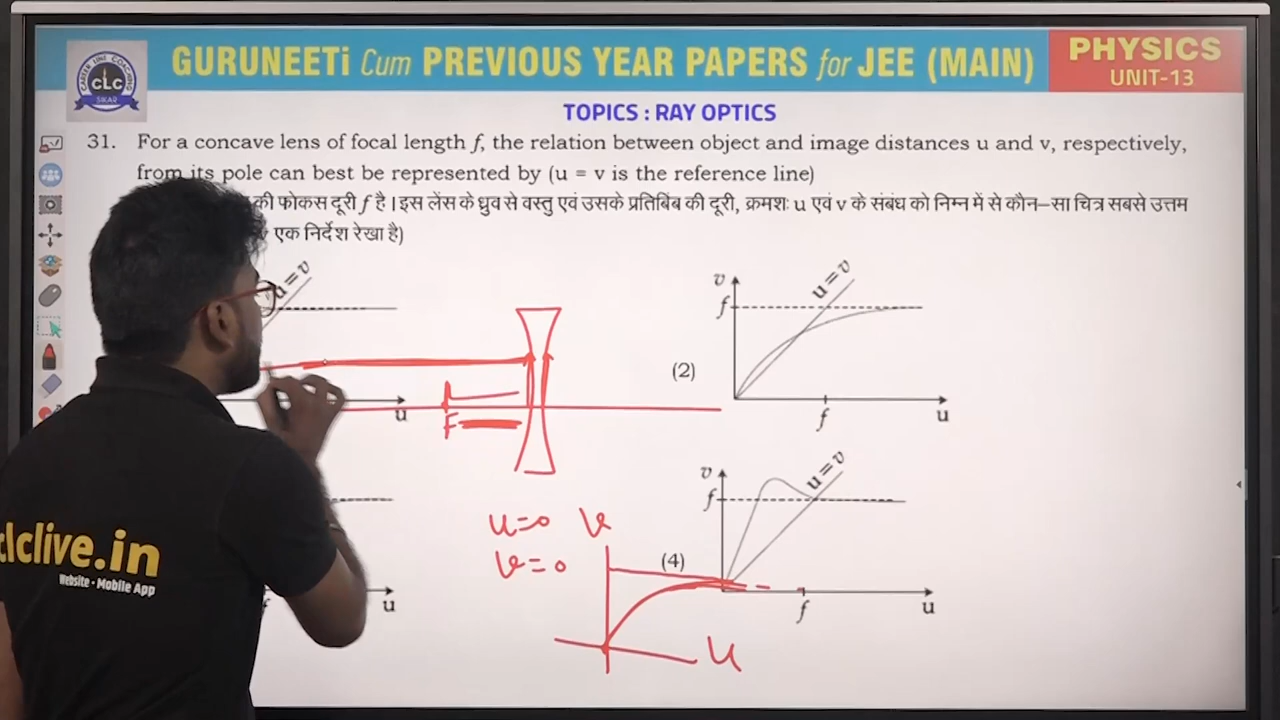 GURUNEETi Cum PREVIOUS YEAR PAPERS for JEE (MAIN)
PHYSICS
UNIT-13
CAREER LINE COACHING
CLC
SIKAR
TOPICS : RAY OPTICS
31. For a concave lens of focal length f, the relation between object and image distances u and v, respectively,
from its pole can best be represented by (u = v is the reference line)
की फोकस दूरी f है। इस लेंस के ध्रुव से वस्तु एवं उसके प्रतिबिंब की दूरी, क्रमशः u एवं v के संबंध को निम्न में से कौन–सा चित्र सबसे उत्तम
एक निर्देश रेखा है)
u = v
u
F
(2)
v
f
u = v
f
u
u
f
u=0 v
v=0
u
(4)
v
f
u = v
f
u
clclive.in
Website - Mobile App